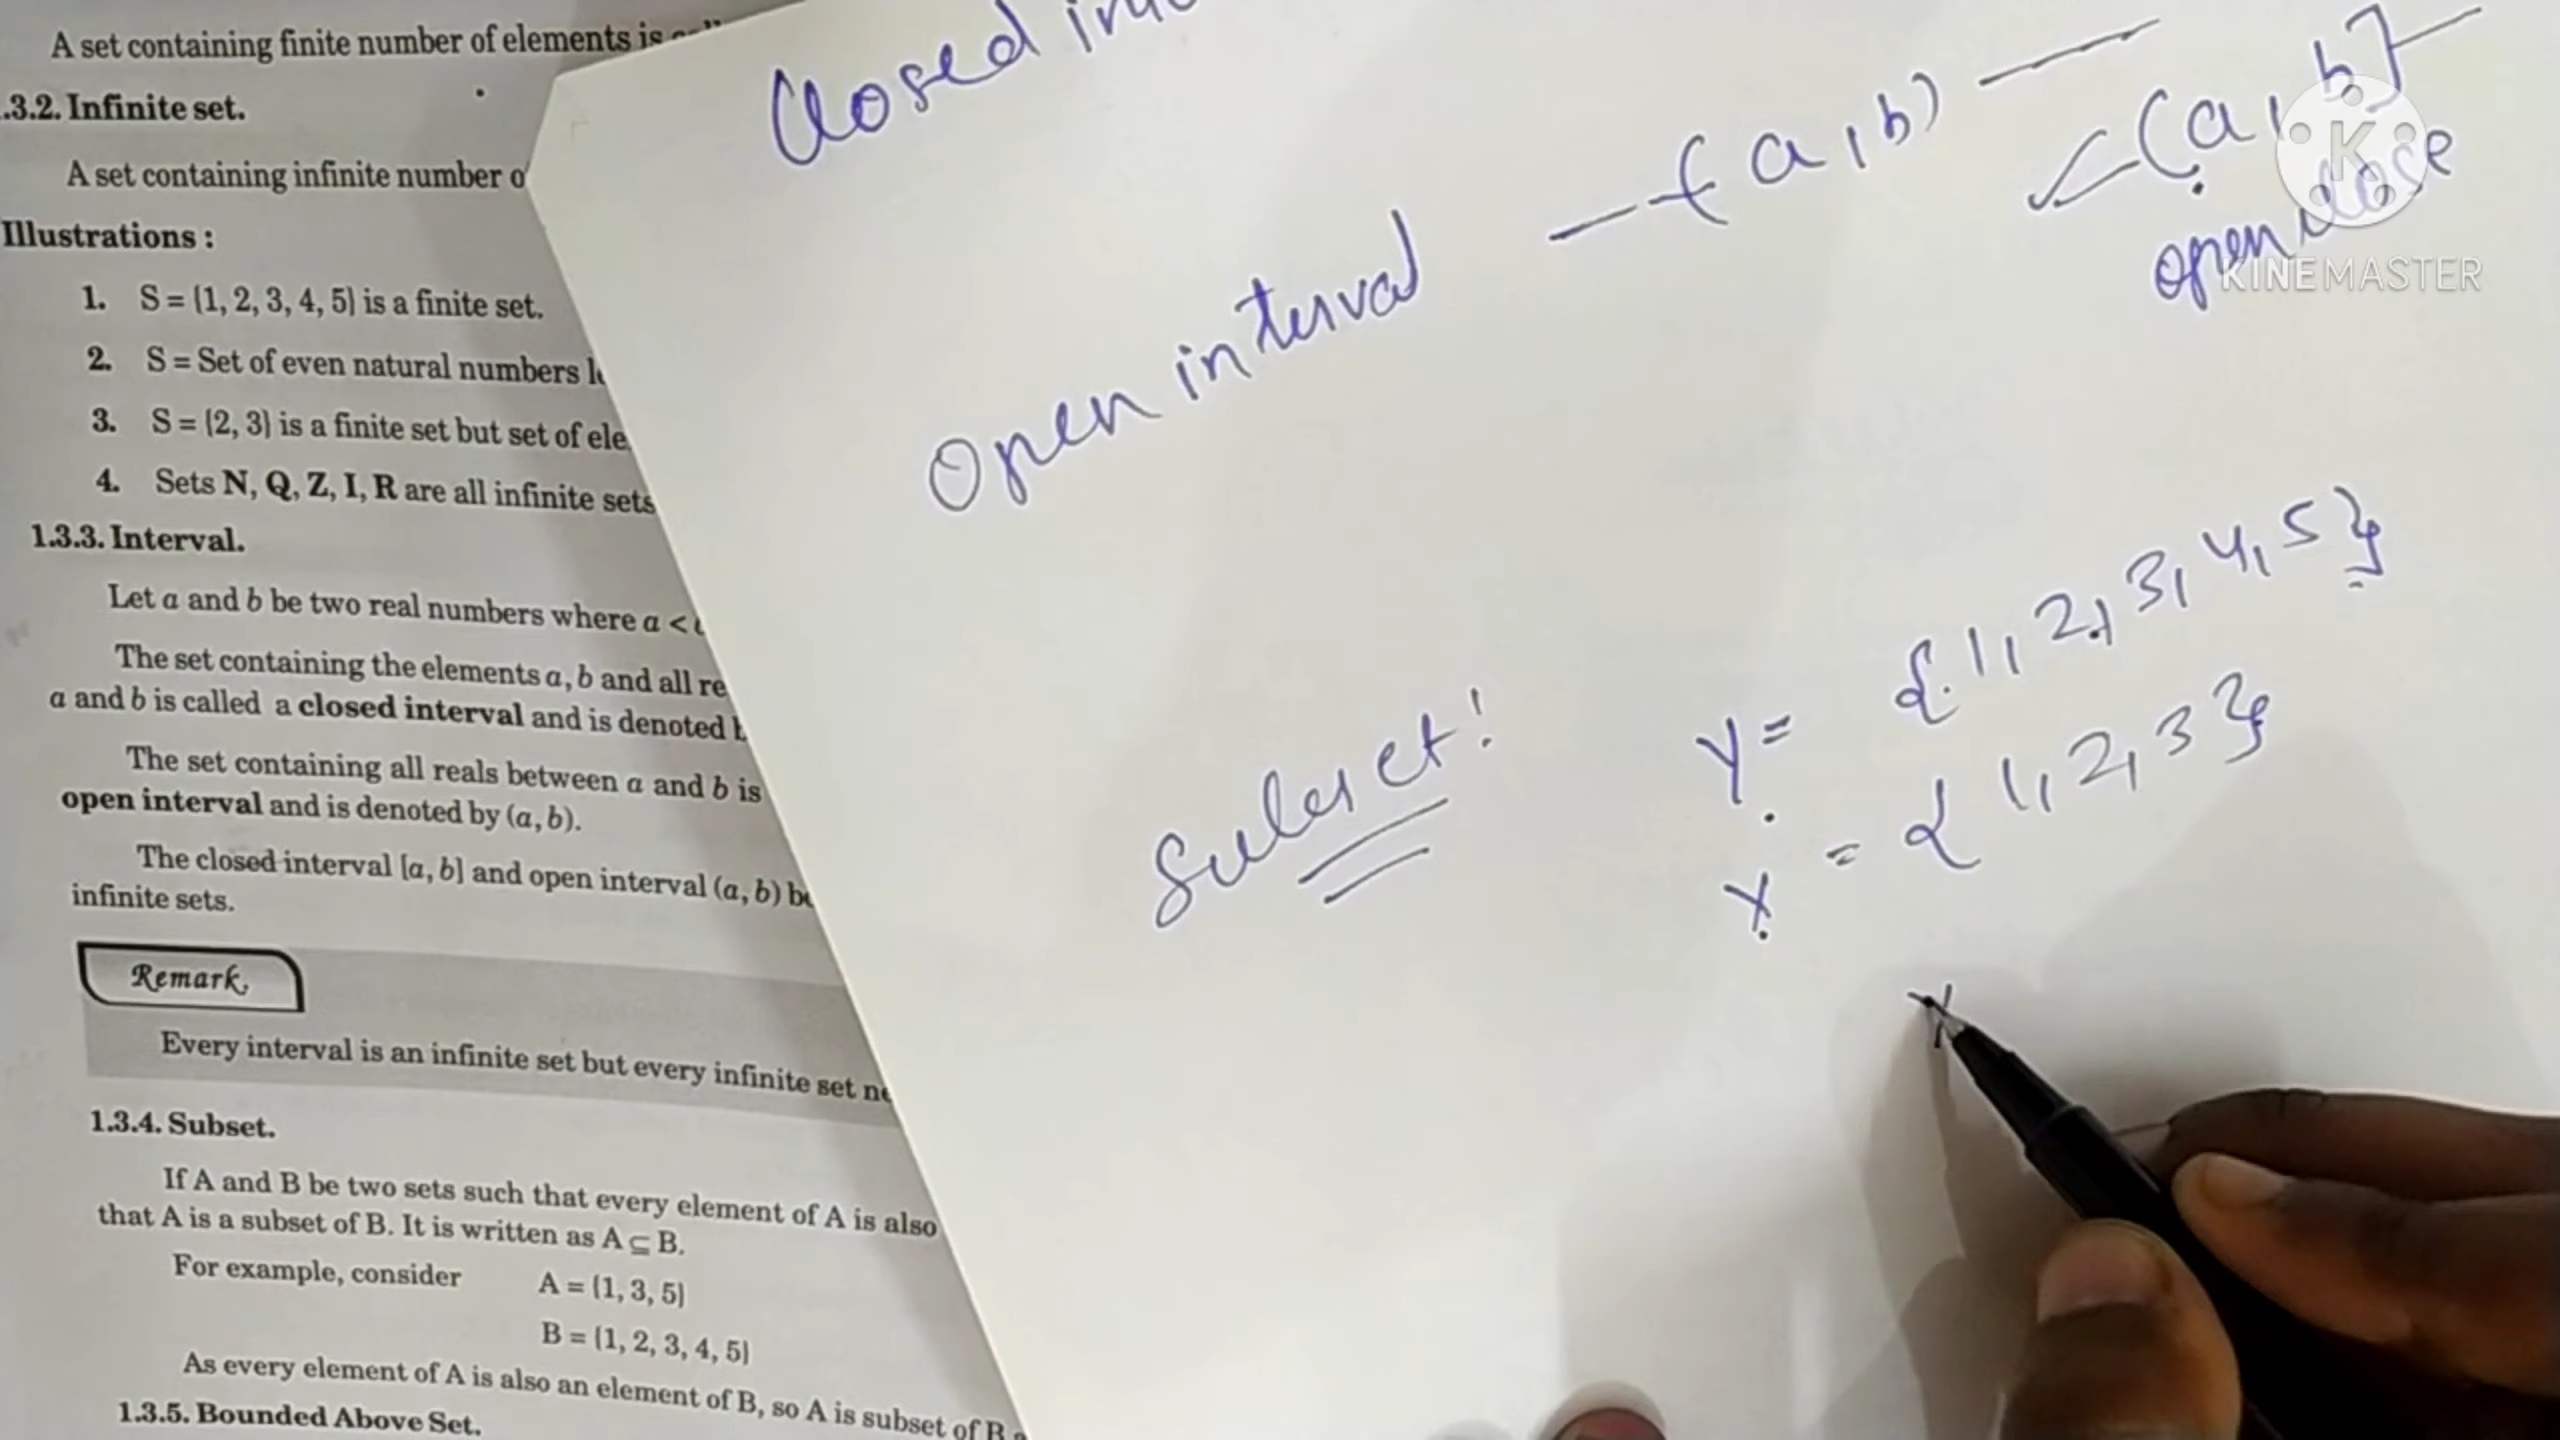 A set containing finite number of elements is
.3.2. Infinite set.
A set containing infinite number
Illustrations :
1. S = {1, 2, 3, 4, 5} is a finite set.
2. S = Set of even natural numbers
3. S = {2, 3} is a finite set but set of
4. Sets N, Q, Z, I, R are all infinite sets
1.3.3. Interval.
Let a and b be two real numbers where a <
The set containing the elements a, b and all
a and b is called a closed interval and is denoted
The set containing all reals between a and b is
open interval and is denoted by (a, b).
The closed interval [a, b] and open interval (a, b)
infinite sets.
Remark.
Every interval is an infinite set but every infinite set
1.3.4. Subset.
If A and B be two sets such that every element of A is also
that A is a subset of B. It is written as A ⊆ B.
For example, consider A = {1, 3, 5}
B = {1, 2, 3, 4, 5}
As every element of A is also an element of B, so A is subset of B
1.3.5. Bounded Above Set.
Closed
Open interval — (a, b) — (a, b]
open close
KINEMASTER
Subset!
Y = {1, 2, 3, 4, 5}
X = {1, 2, 3}
X